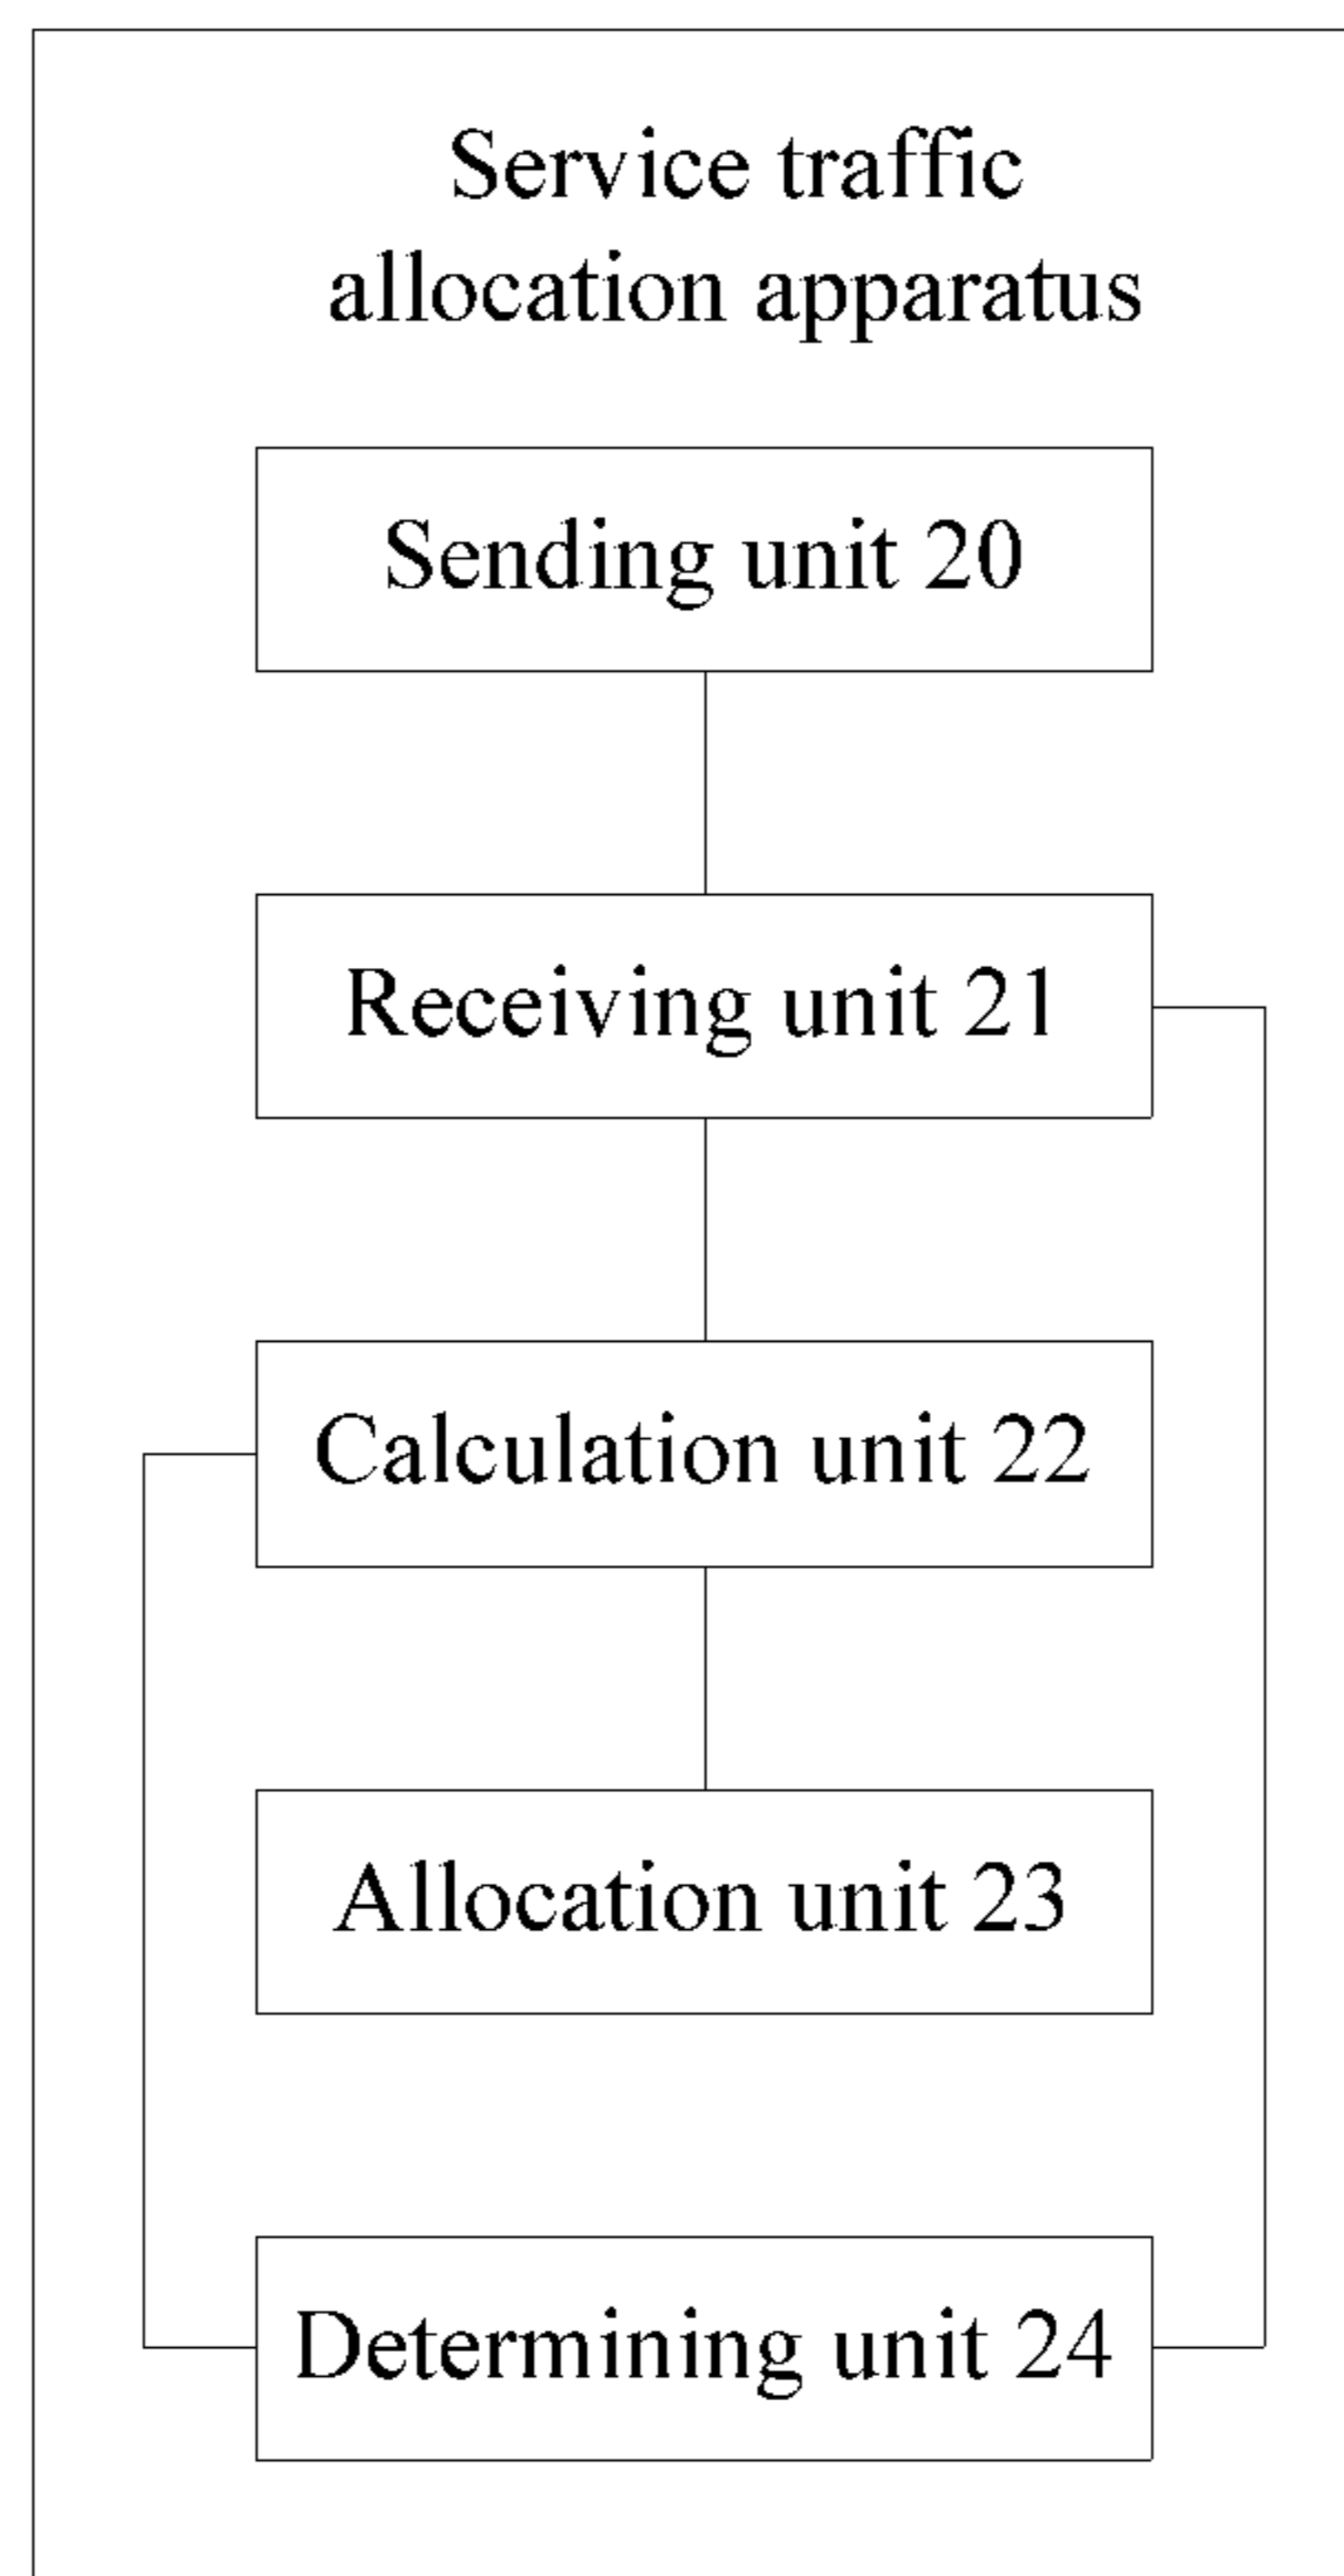 Service traffic
allocation apparatus
Sending unit 20
Receiving unit 21
Calculation unit 22
Allocation unit 23
Determining unit 24